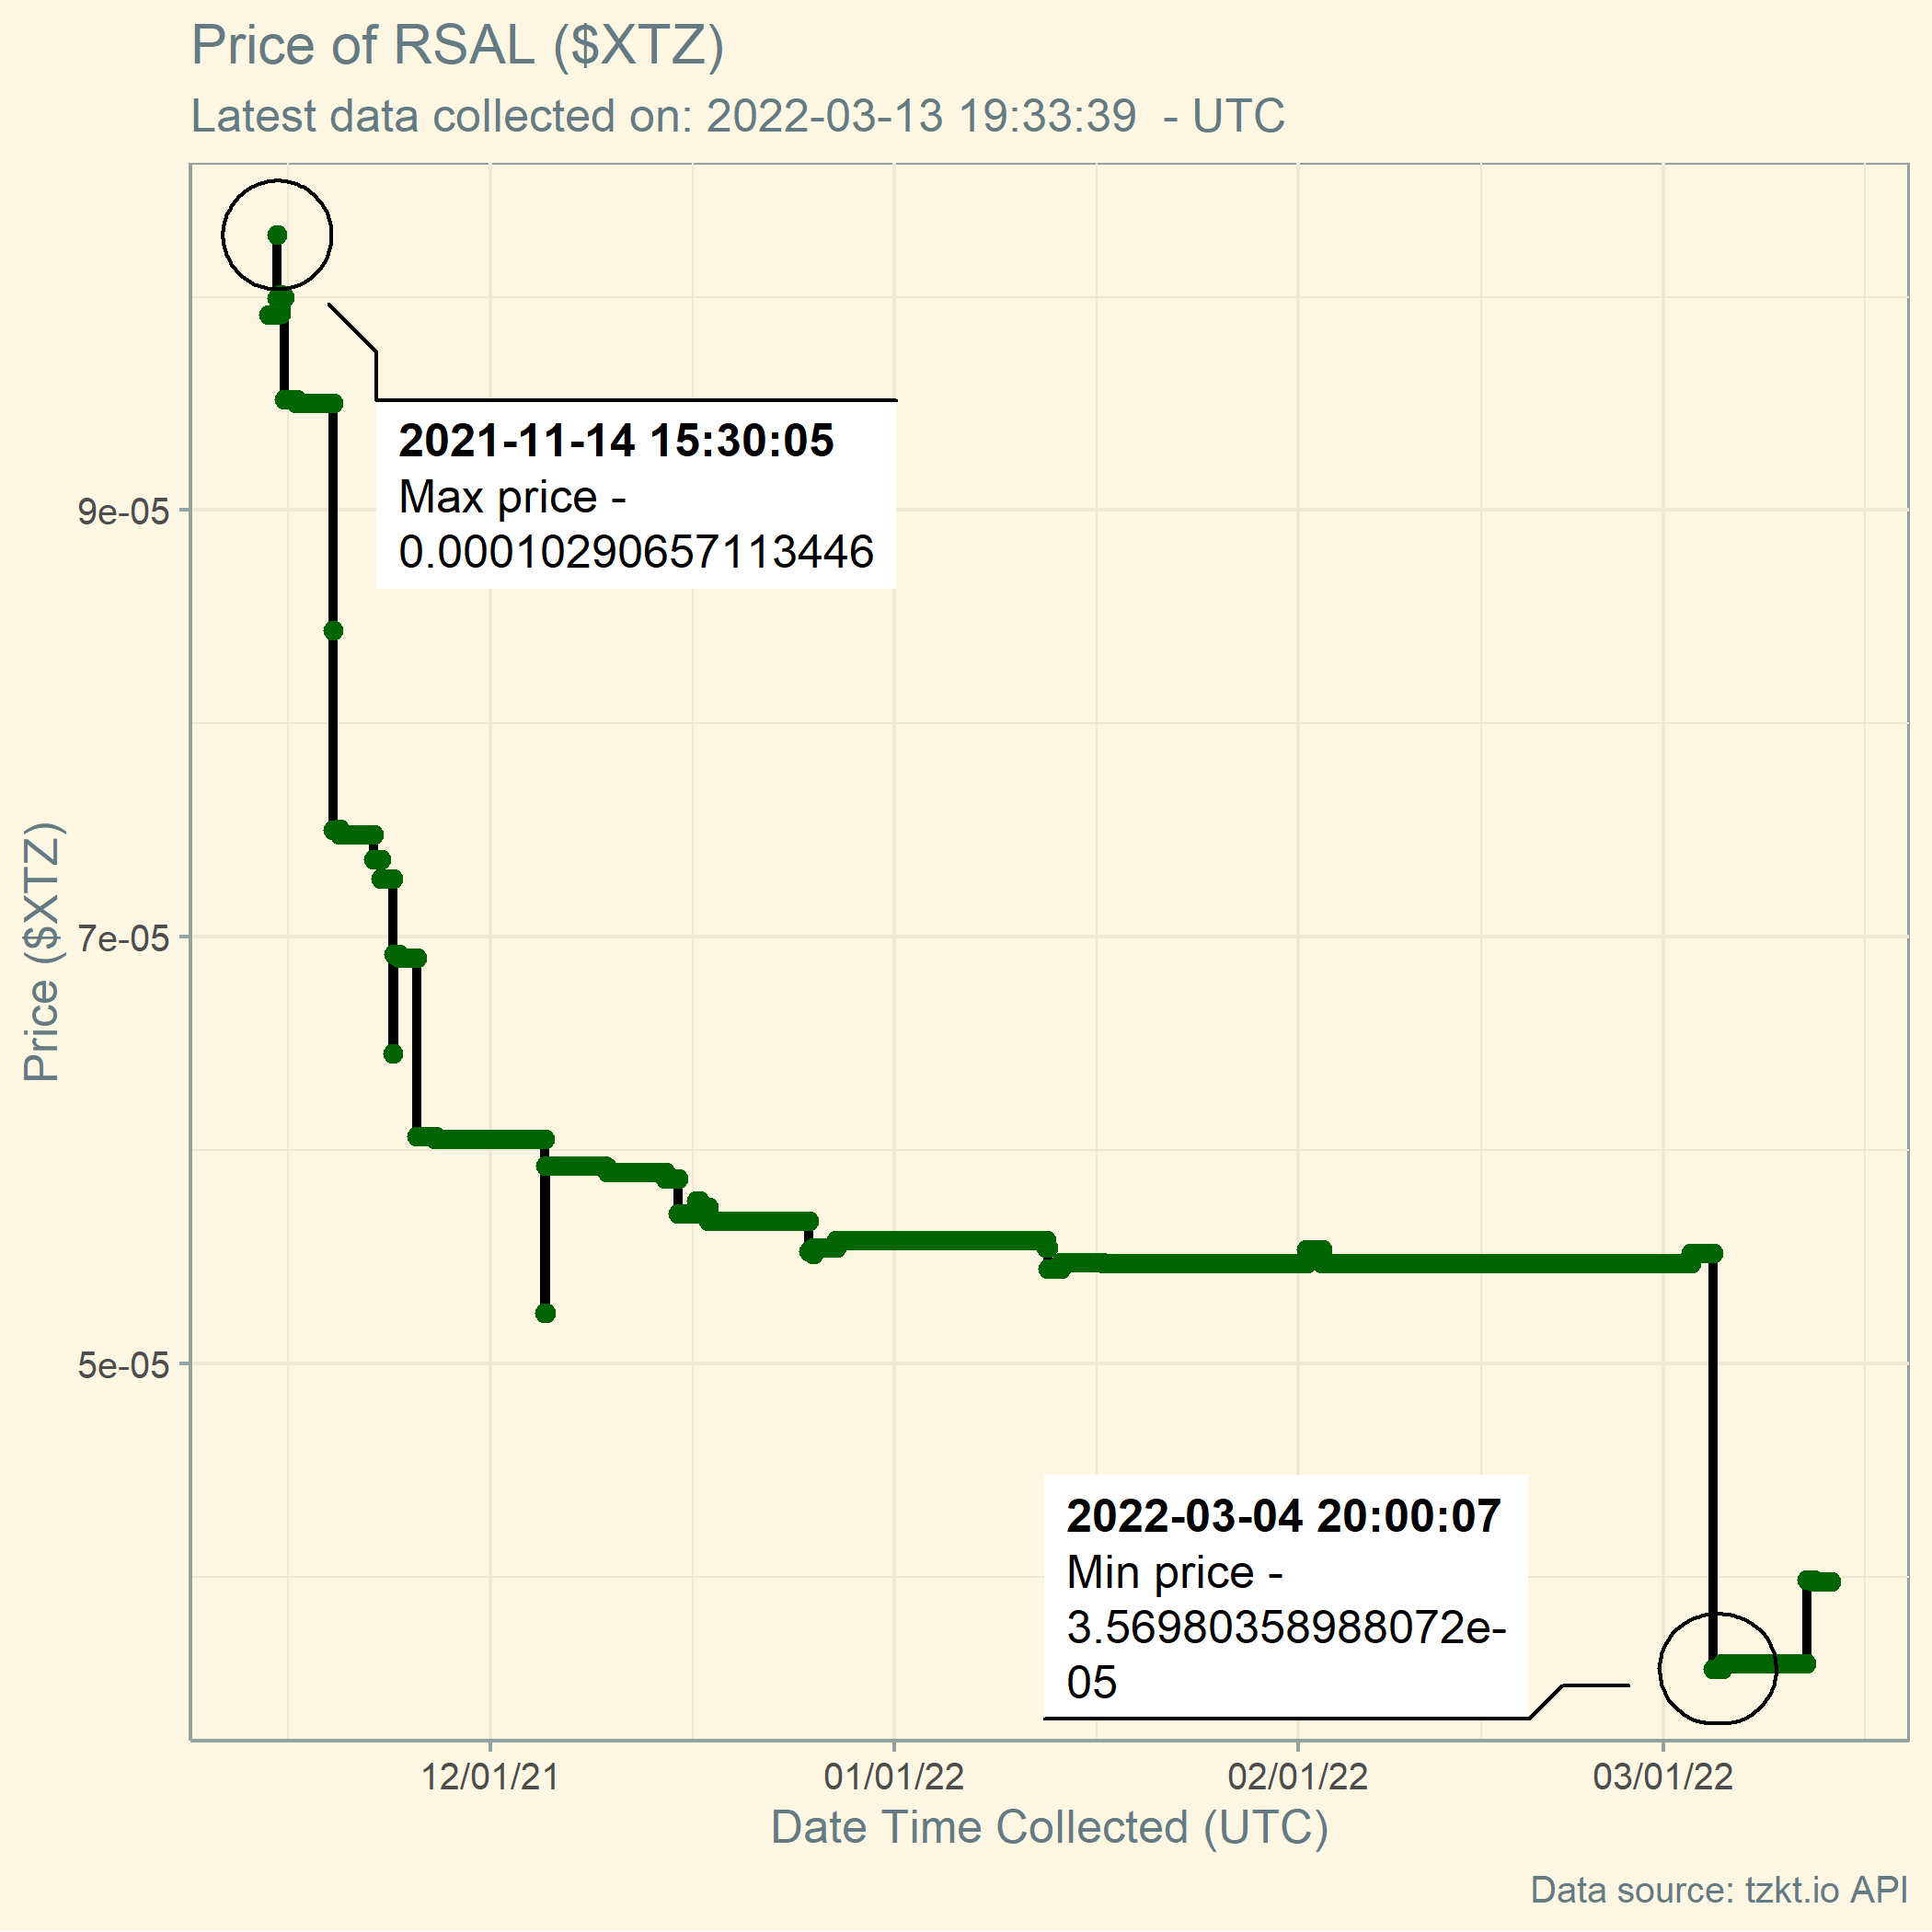 Price of RSAL ($XTZ)
Latest data collected on: 2022-03-13 19:33:39  - UTC
2021-11-14 15:30:05
Max price -
0.00010290657113446
9e-05
Price ($XTZ)
7e-05
5e-05
2022-03-04 20:00:07
Min price -
3.56980358988072e-
05
12/01/21
01/01/22
02/01/22
03/01/22
Date Time Collected (UTC)
Data source: tzkt.io API